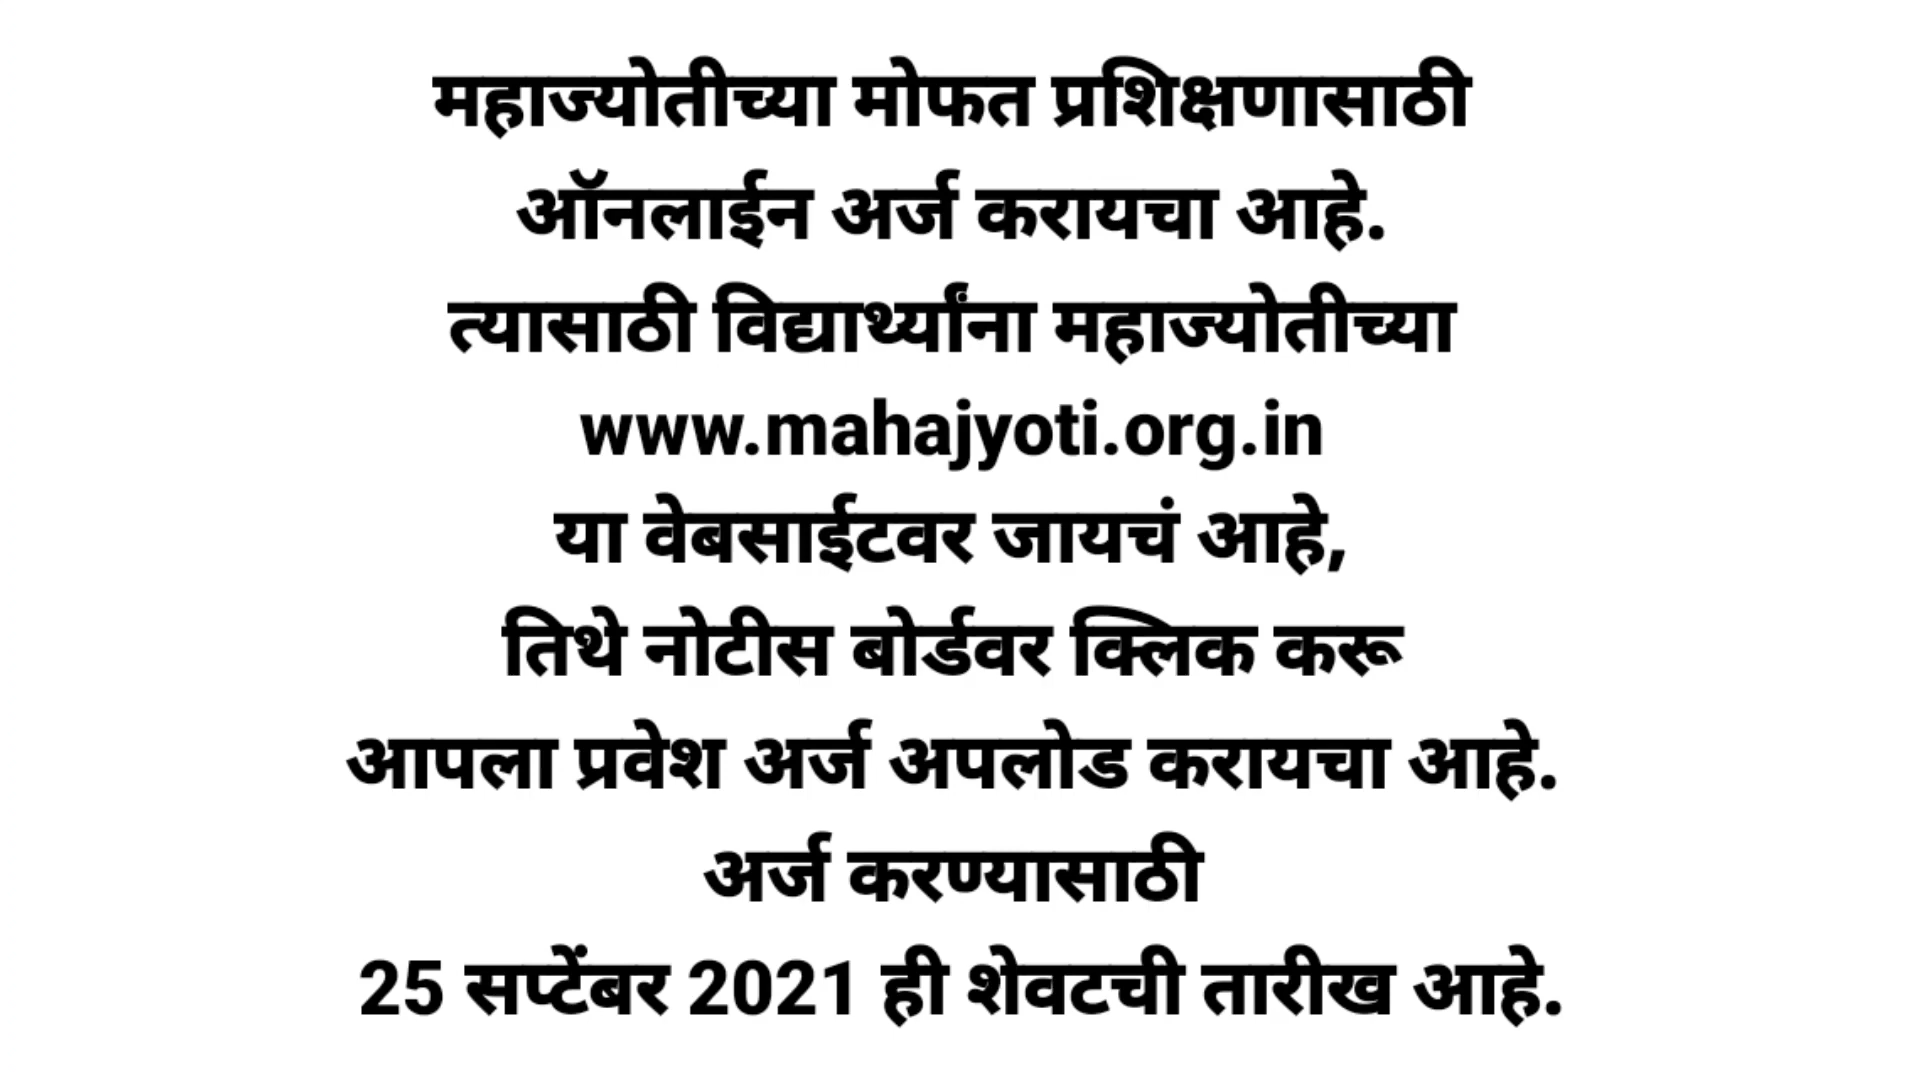 महाज्योतीच्या मोफत प्रशिक्षणासाठी
ऑनलाईन अर्ज करायचा आहे.
त्यासाठी विद्यार्थ्यांना महाज्योतीच्या
www.mahajyoti.org.in
या वेबसाईटवर जायचं आहे,
तिथे नोटीस बोर्डवर क्लिक करू
आपला प्रवेश अर्ज अपलोड करायचा आहे.
अर्ज करण्यासाठी
25 सप्टेंबर 2021 ही शेवटची तारीख आहे.